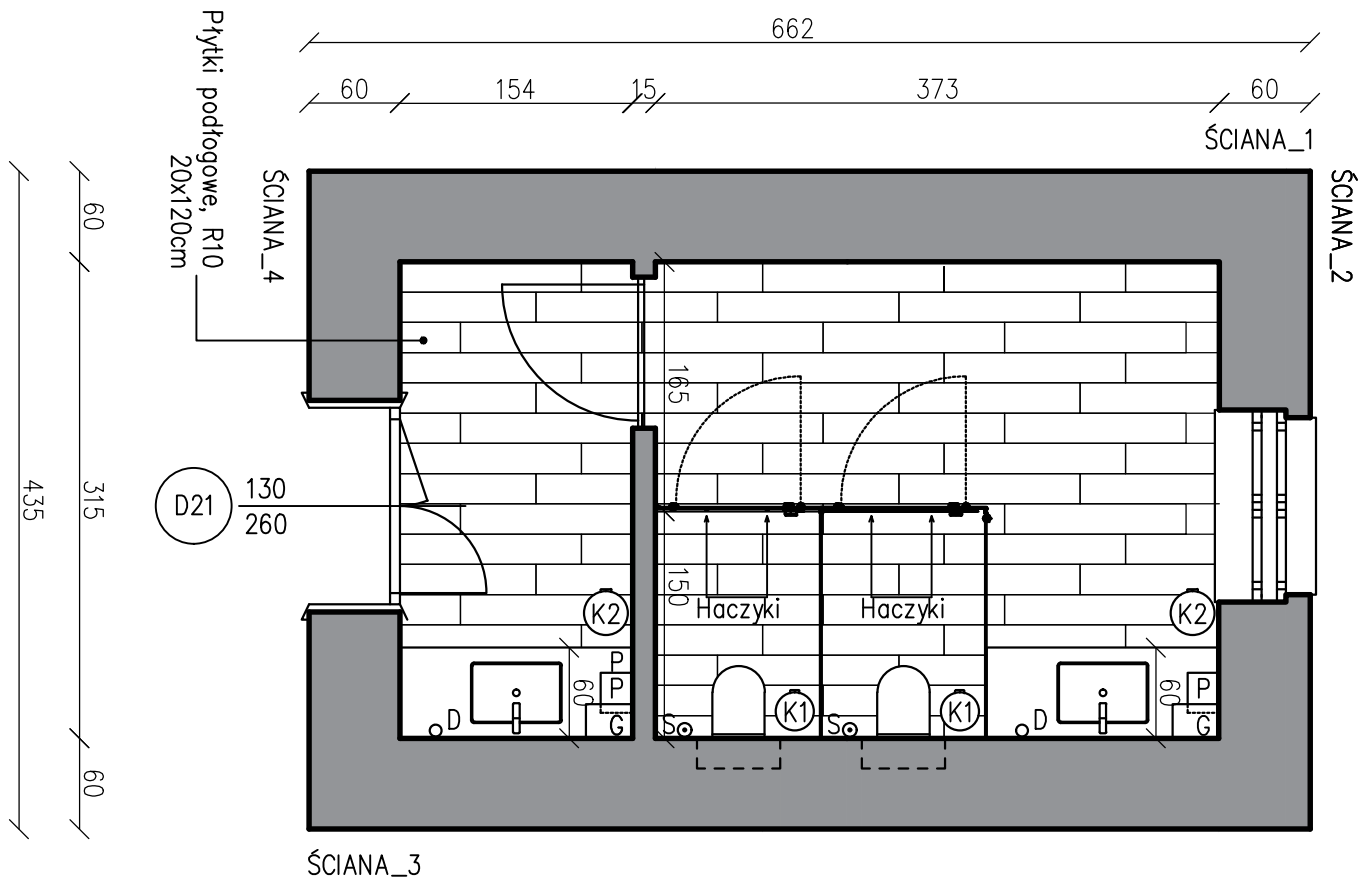 662
60
154
15
373
60
ŚCIANA_1
ŚCIANA_2
Płytki podłogowe, R10
20x120cm
ŚCIANA_4
60
315
60
435
165
150
D21
130
260
K2
K2
Haczyki
Haczyki
P
P
G
60
D
S
K1
S
K1
D
60
P
G
ŚCIANA_3